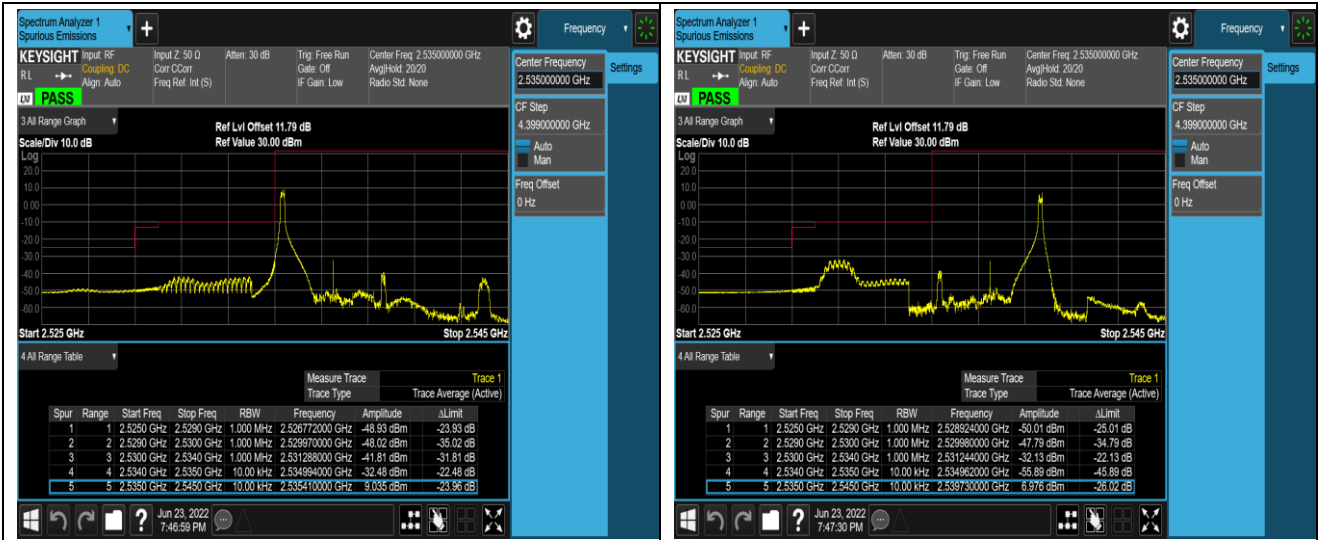 Spectrum Analyzer 1
Spurious Emissions
+
Frequency
KEYSIGHT
RL
PASS
Input: RF
Coupling: DC
Align: Auto
Input Z: 50 Ω
Corr CCorr
Freq Ref: Int (S)
Atten: 30 dB
Trig: Free Run
Gate: Off
IF Gain: Low
Center Freq: 2.535000000 GHz
Avg|Hold: 20/20
Radio Std: None
Center Frequency
2.535000000 GHz
Settings
CF Step
4.399000000 GHz
Auto
Man
Freq Offset
0 Hz
3 All Range Graph
Ref Lvl Offset 11.79 dB
Scale/Div 10.0 dB
Ref Value 30.00 dBm
Log
20.0
10.0
0.00
-10.0
-20.0
-30.0
-40.0
-50.0
-60.0
Start 2.525 GHz
Stop 2.545 GHz
4 All Range Table
Measure Trace Trace 1
Trace Type Trace Average (Active)
Spur Range Start Freq Stop Freq RBW Frequency Amplitude ΔLimit
1 1 2.5250 GHz 2.5290 GHz 1.000 MHz 2.526772000 GHz -48.93 dBm -23.93 dB
2 2 2.5290 GHz 2.5300 GHz 1.000 MHz 2.529970000 GHz -48.02 dBm -35.02 dB
3 3 2.5300 GHz 2.5340 GHz 1.000 MHz 2.531288000 GHz -41.81 dBm -31.81 dB
4 4 2.5340 GHz 2.5350 GHz 10.00 kHz 2.534994000 GHz -32.48 dBm -22.48 dB
5 5 2.5350 GHz 2.5450 GHz 10.00 kHz 2.535410000 GHz 9.035 dBm -23.96 dB
?
Jun 23, 2022
7:46:59 PM
Spectrum Analyzer 1
Spurious Emissions
+
Frequency
KEYSIGHT
RL
PASS
Input: RF
Coupling: DC
Align: Auto
Input Z: 50 Ω
Corr CCorr
Freq Ref: Int (S)
Atten: 30 dB
Trig: Free Run
Gate: Off
IF Gain: Low
Center Freq: 2.535000000 GHz
Avg|Hold: 20/20
Radio Std: None
Center Frequency
2.535000000 GHz
Settings
CF Step
4.399000000 GHz
Auto
Man
Freq Offset
0 Hz
3 All Range Graph
Ref Lvl Offset 11.79 dB
Scale/Div 10.0 dB
Ref Value 30.00 dBm
Log
20.0
10.0
0.00
-10.0
-20.0
-30.0
-40.0
-50.0
-60.0
Start 2.525 GHz
Stop 2.545 GHz
4 All Range Table
Measure Trace Trace 1
Trace Type Trace Average (Active)
Spur Range Start Freq Stop Freq RBW Frequency Amplitude ΔLimit
1 1 2.5250 GHz 2.5290 GHz 1.000 MHz 2.528924000 GHz -50.01 dBm -25.01 dB
2 2 2.5290 GHz 2.5300 GHz 1.000 MHz 2.529980000 GHz -47.79 dBm -34.79 dB
3 3 2.5300 GHz 2.5340 GHz 1.000 MHz 2.531244000 GHz -32.13 dBm -22.13 dB
4 4 2.5340 GHz 2.5350 GHz 10.00 kHz 2.534962000 GHz -55.89 dBm -45.89 dB
5 5 2.5350 GHz 2.5450 GHz 10.00 kHz 2.539730000 GHz 6.976 dBm -26.02 dB
?
Jun 23, 2022
7:47:30 PM